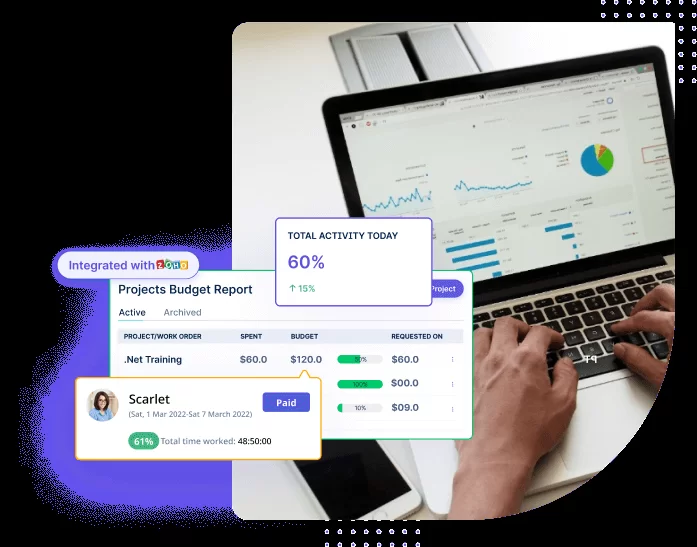 TOTAL ACTIVITY TODAY
60%
↑ 15%
Integrated with ZOHO
Projects Budget Report
Project
Active Archived
PROJECT/WORK ORDER SPENT BUDGET REQUESTED ON
.Net Training $60.0 $120.0 50% $60.0
100% $00.0
10% $09.0
Scarlet
(Sat, 1 Mar 2022-Sat 7 March 2022)
Paid
61% Total time worked: 48:50:00